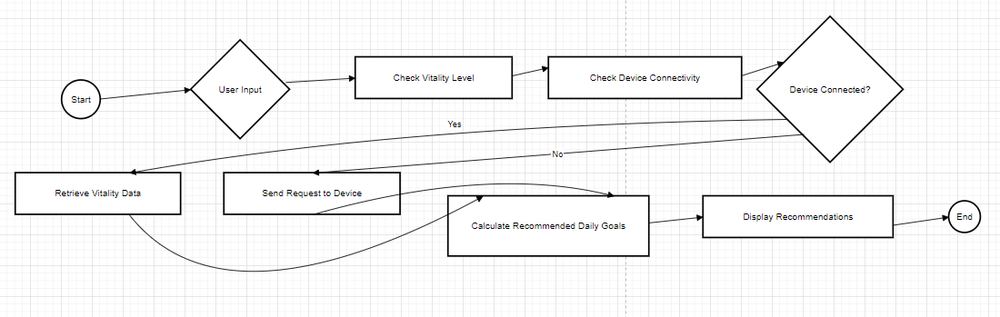 Start
User Input
Check Vitality Level
Check Device Connectivity
Device Connected?
Yes
No
Retrieve Vitality Data
Send Request to Device
Calculate Recommended Daily Goals
Display Recommendations
End